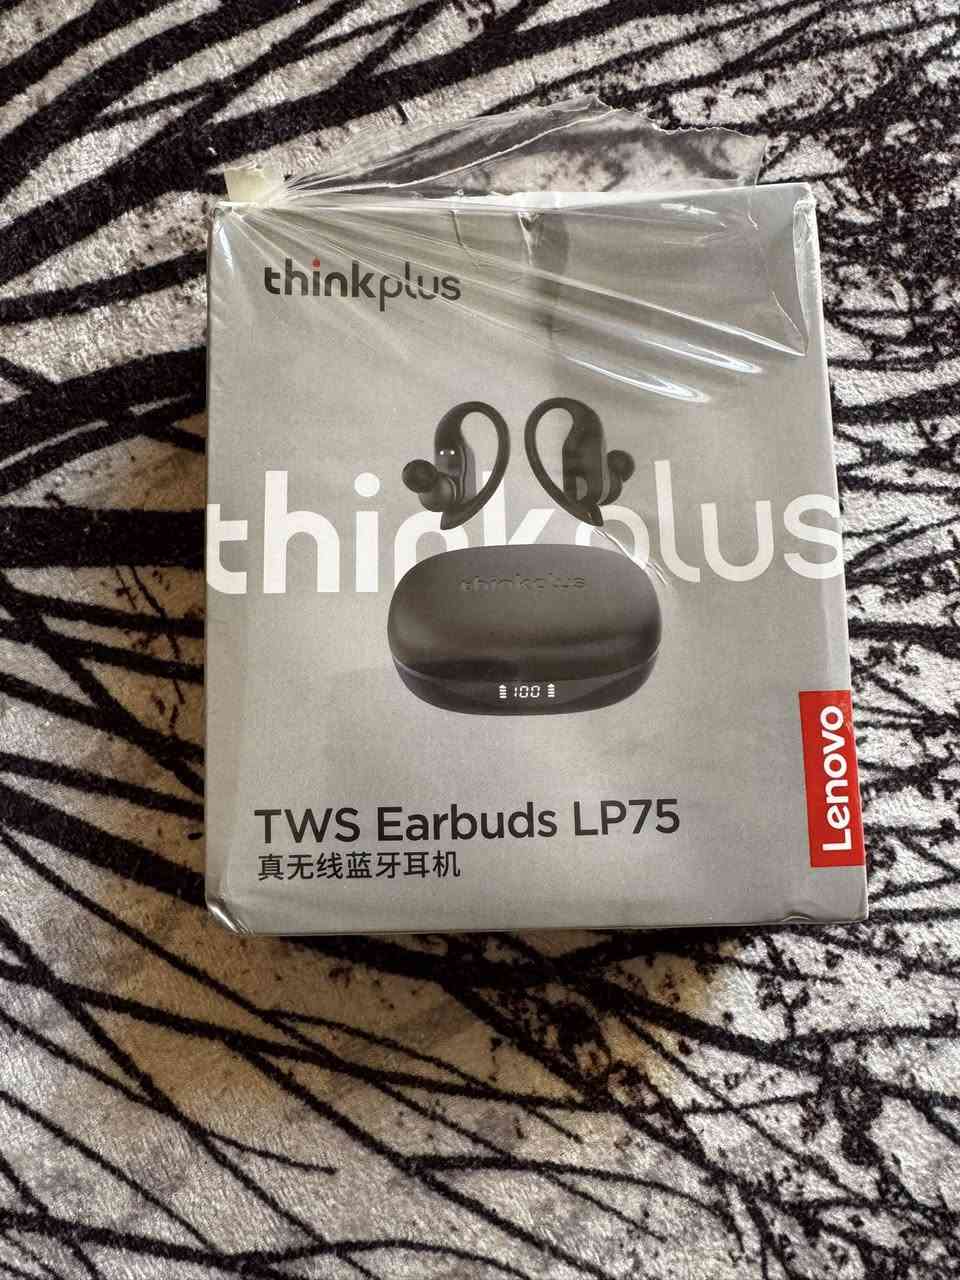 thinkplus
thinkplus
thinkplus
100
Lenovo
TWS Earbuds LP75
真无线蓝牙耳机